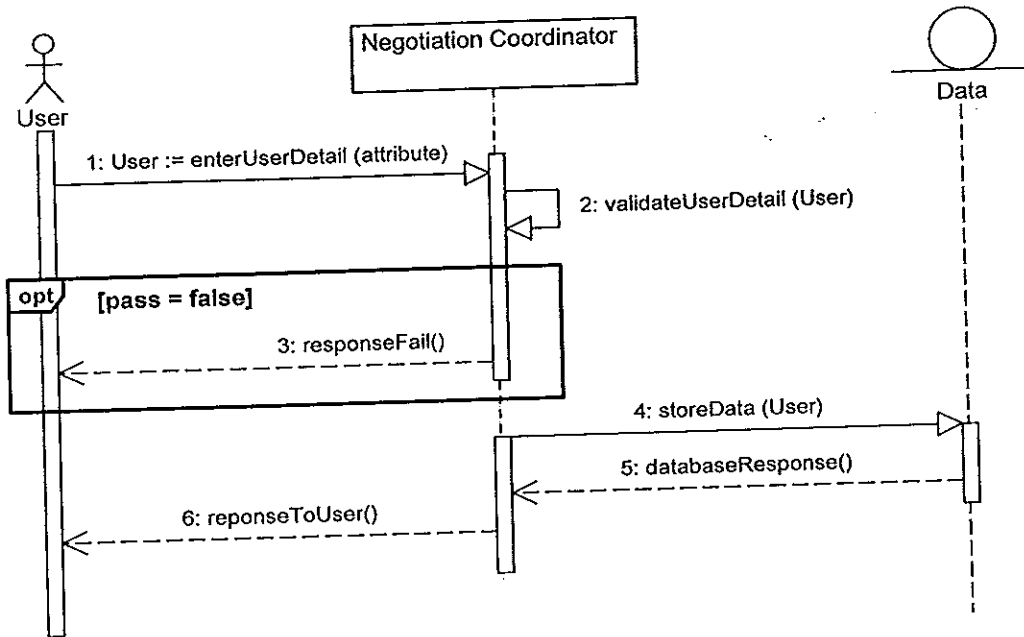 Negotiation Coordinator
User
Data
1: User := enterUserDetail (attribute)
2: validateUserDetail (User)
opt
[pass = false]
3: responseFail()
4: storeData (User)
5: databaseResponse()
6: reponseToUser()